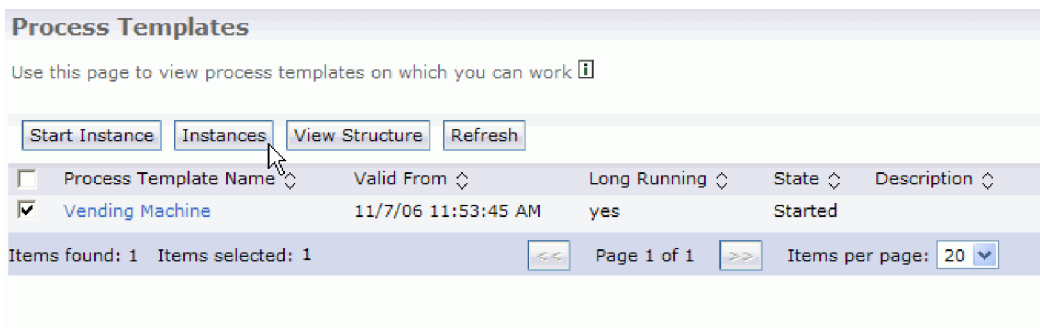 Process Templates
Use this page to view process templates on which you can work i
Start Instance Instances View Structure Refresh
Process Template Name Valid From Long Running State Description
Vending Machine 11/7/06 11:53:45 AM yes Started
Items found: 1 Items selected: 1 << Page 1 of 1 >> Items per page: 20